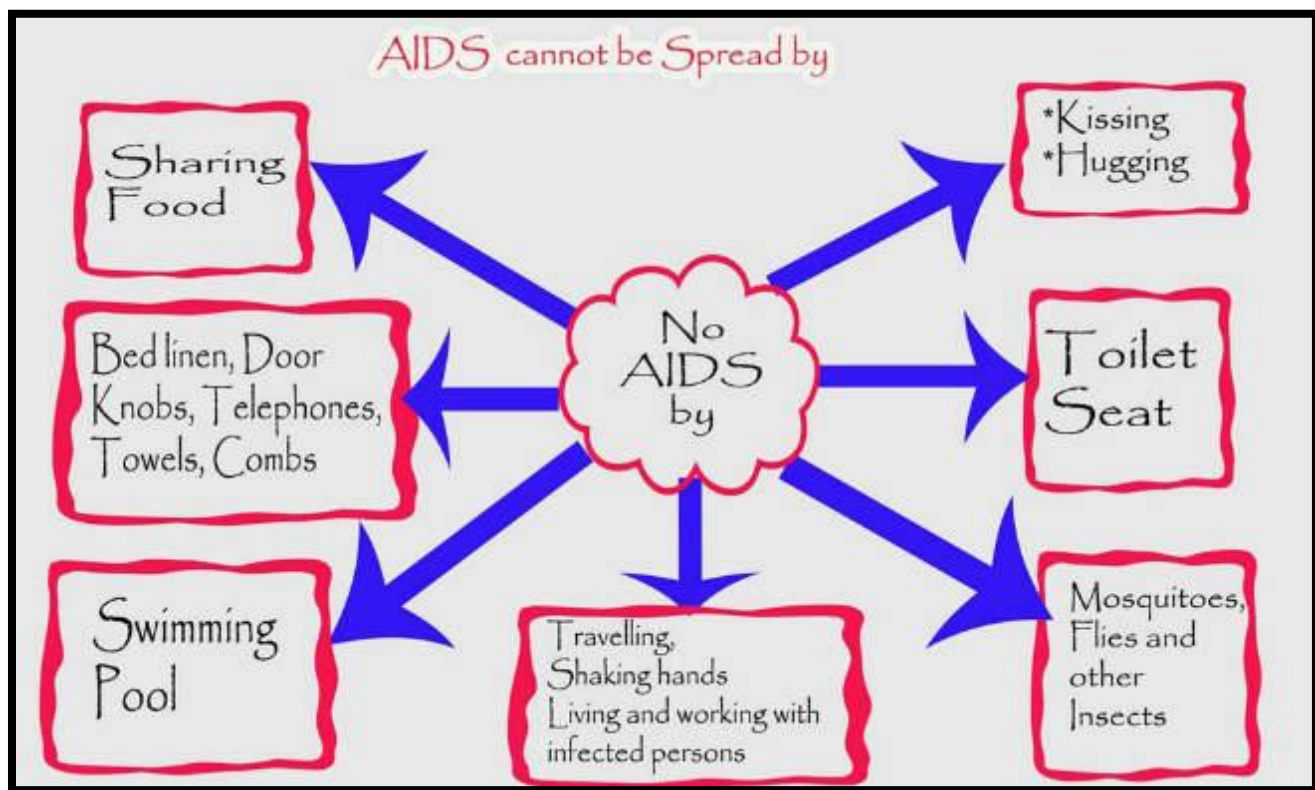 AIDS cannot be Spread by
Sharing
Food
*Kissing
*Hugging
No
AIDS
by
Bed linen, Door
Knobs, Telephones,
Towels, Combs
Toilet
Seat
Swimming
Pool
Travelling,
Shaking hands
Living and working with
infected persons
Mosquitoes,
Flies and
other
Insects